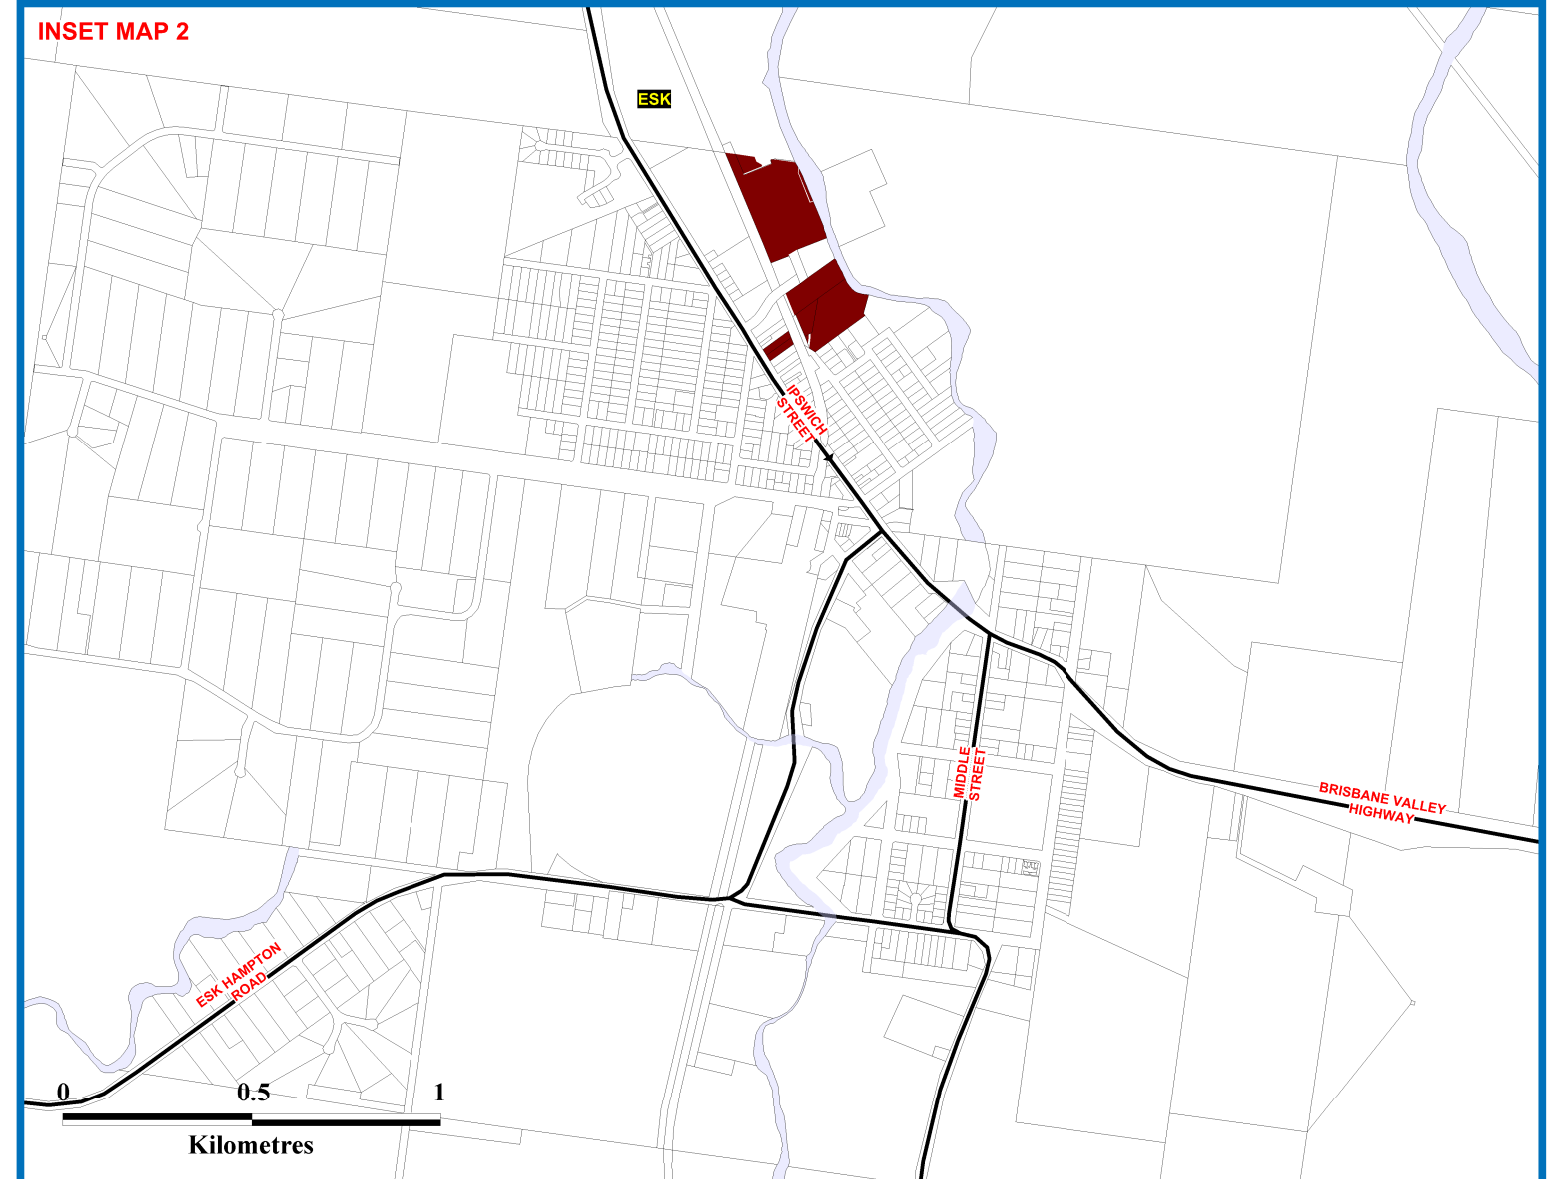 INSET MAP 2
ESK
IPSWICH
STREET
MIDDLE
STREET
BRISBANE VALLEY
HIGHWAY
ESK HAMPTON
ROAD
0 0.5 1
Kilometres